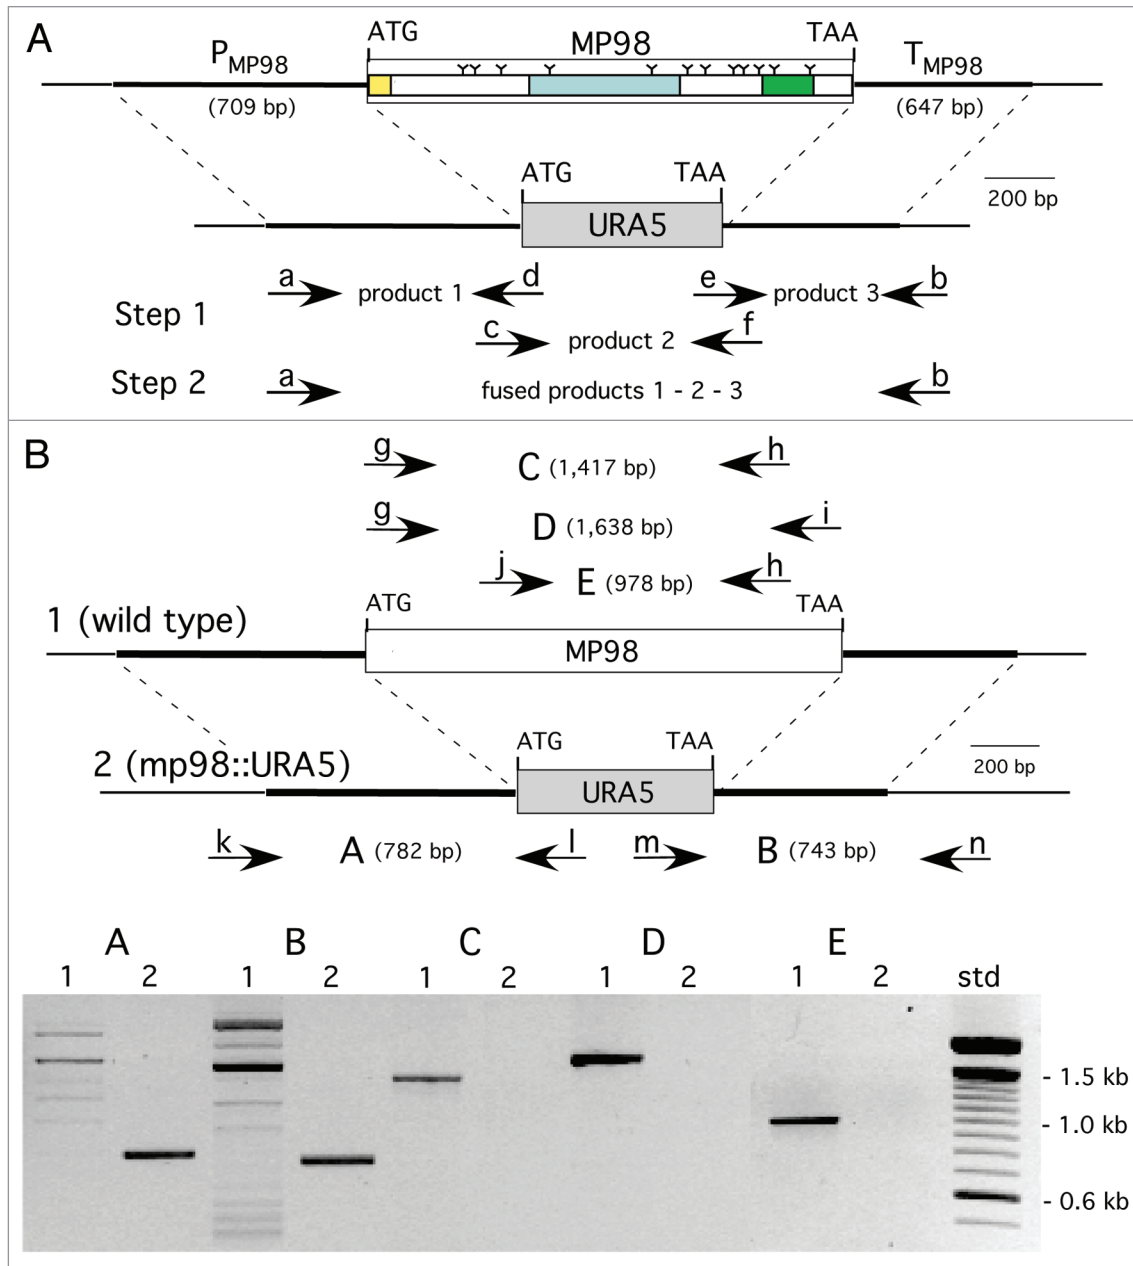 A
ATG
MP98
TAA
PMP98
(709 bp)
TMP98
(647 bp)
ATG
TAA
URA5
200 bp
a
product 1
d
e
product 3
b
Step 1
c
product 2
f
Step 2
a
fused products 1 - 2 - 3
b
B
g
C (1,417 bp)
h
g
D (1,638 bp)
i
j
E (978 bp)
h
1 (wild type)
ATG
TAA
MP98
2 (mp98::URA5)
ATG
TAA
URA5
200 bp
k
A (782 bp)
l
m
B (743 bp)
n
A B C D E
1 2 1 2 1 2 1 2 1 2 std
- 1.5 kb
- 1.0 kb
- 0.6 kb